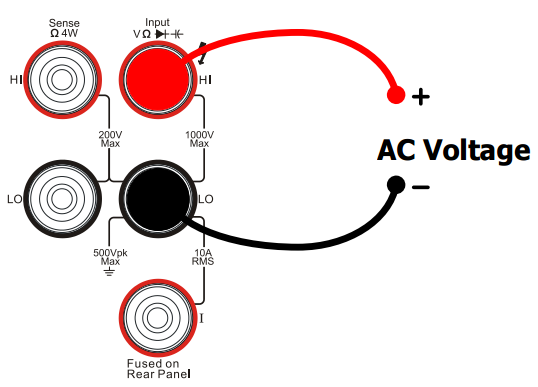 Sense
Ω 4W
Input
V Ω
HI
HI
200V
Max
1000V
Max
+
AC Voltage
−
LO
LO
500Vpk
Max
10A
RMS
I
Fused on
Rear Panel